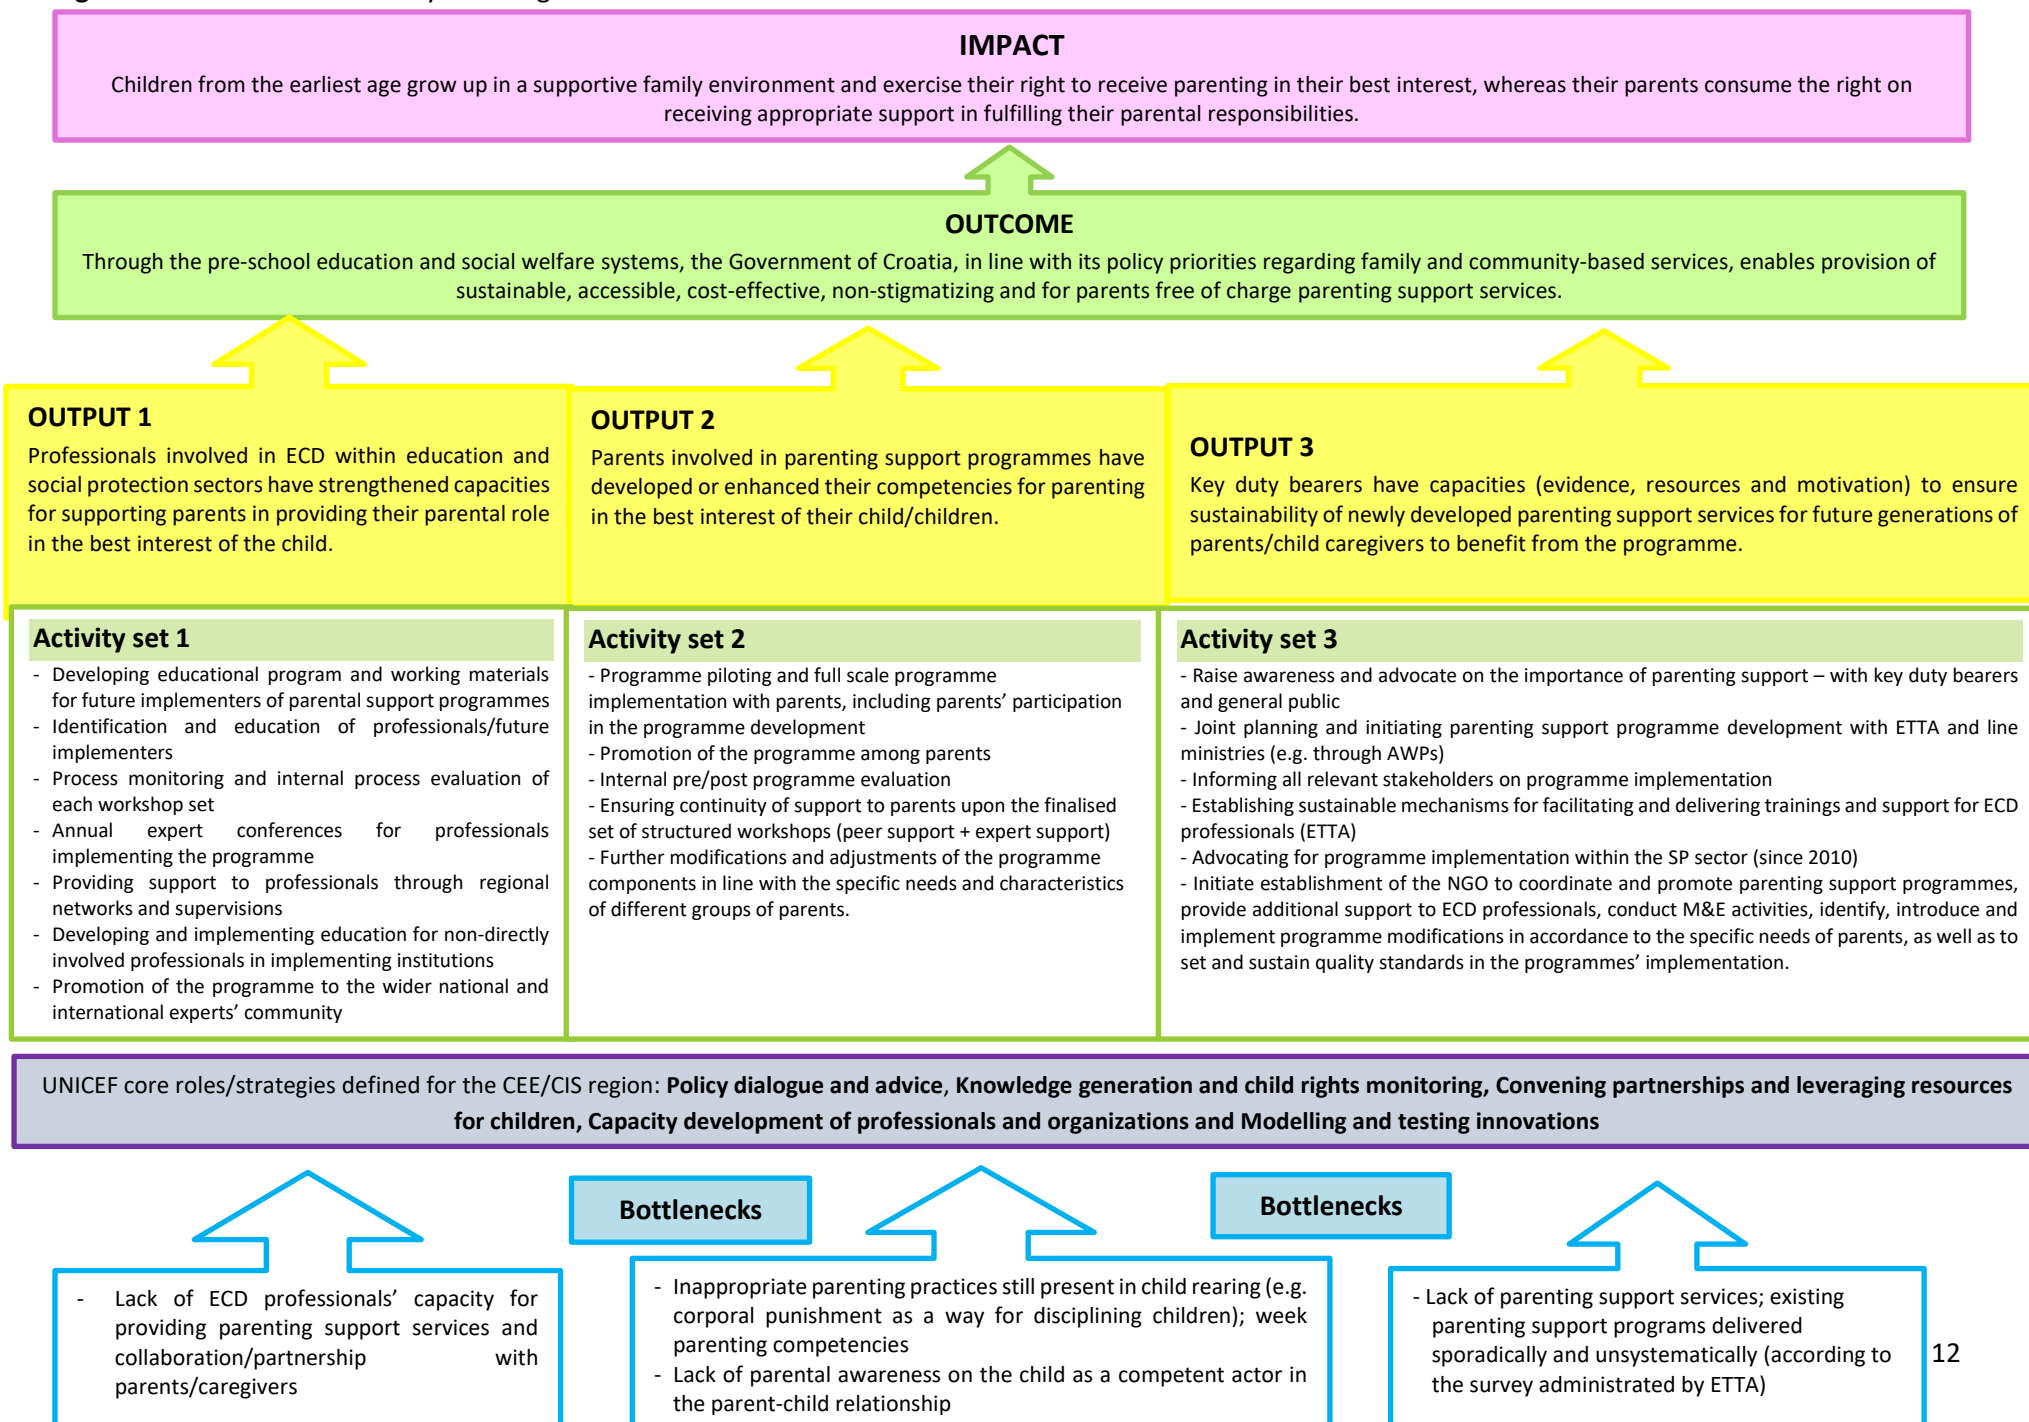 IMPACT
Children from the earliest age grow up in a supportive family environment and exercise their right to receive parenting in their best interest, whereas their parents consume the right on
receiving appropriate support in fulfilling their parental responsibilities.
OUTCOME
Through the pre-school education and social welfare systems, the Government of Croatia, in line with its policy priorities regarding family and community-based services, enables provision of
sustainable, accessible, cost-effective, non-stigmatizing and for parents free of charge parenting support services.
OUTPUT 1
Professionals involved in ECD within education and
social protection sectors have strengthened capacities
for supporting parents in providing their parental role
in the best interest of the child.
OUTPUT 2
Parents involved in parenting support programmes have
developed or enhanced their competencies for parenting
in the best interest of their child/children.
OUTPUT 3
Key duty bearers have capacities (evidence, resources and motivation) to ensure
sustainability of newly developed parenting support services for future generations of
parents/child caregivers to benefit from the programme.
Activity set 1
- Developing educational program and working materials
for future implementers of parental support programmes
- Identification and education of professionals/future
implementers
- Process monitoring and internal process evaluation of
each workshop set
- Annual expert conferences for professionals
implementing the programme
- Providing support to professionals through regional
networks and supervisions
- Developing and implementing education for non-directly
involved professionals in implementing institutions
- Promotion of the programme to the wider national and
international experts' community
Activity set 2
- Programme piloting and full scale programme
implementation with parents, including parents' participation
in the programme development
- Promotion of the programme among parents
- Internal pre/post programme evaluation
- Ensuring continuity of support to parents upon the finalised
set of structured workshops (peer support + expert support)
- Further modifications and adjustments of the programme
components in line with the specific needs and characteristics
of different groups of parents.
Activity set 3
- Raise awareness and advocate on the importance of parenting support – with key duty bearers
and general public
- Joint planning and initiating parenting support programme development with ETTA and line
ministries (e.g. through AWPs)
- Informing all relevant stakeholders on programme implementation
- Establishing sustainable mechanisms for facilitating and delivering trainings and support for ECD
professionals (ETTA)
- Advocating for programme implementation within the SP sector (since 2010)
- Initiate establishment of the NGO to coordinate and promote parenting support programmes,
provide additional support to ECD professionals, conduct M&E activities, identify, introduce and
implement programme modifications in accordance to the specific needs of parents, as well as to
set and sustain quality standards in the programmes' implementation.
UNICEF core roles/strategies defined for the CEE/CIS region: Policy dialogue and advice, Knowledge generation and child rights monitoring, Convening partnerships and leveraging resources
for children, Capacity development of professionals and organizations and Modelling and testing innovations
Bottlenecks
Bottlenecks
- Lack of ECD professionals' capacity for
providing parenting support services and
collaboration/partnership with
parents/caregivers
- Inappropriate parenting practices still present in child rearing (e.g.
corporal punishment as a way for disciplining children); week
parenting competencies
- Lack of parental awareness on the child as a competent actor in
the parent-child relationship
- Lack of parenting support services; existing
parenting support programs delivered
sporadically and unsystematically (according to
the survey administrated by ETTA)
12